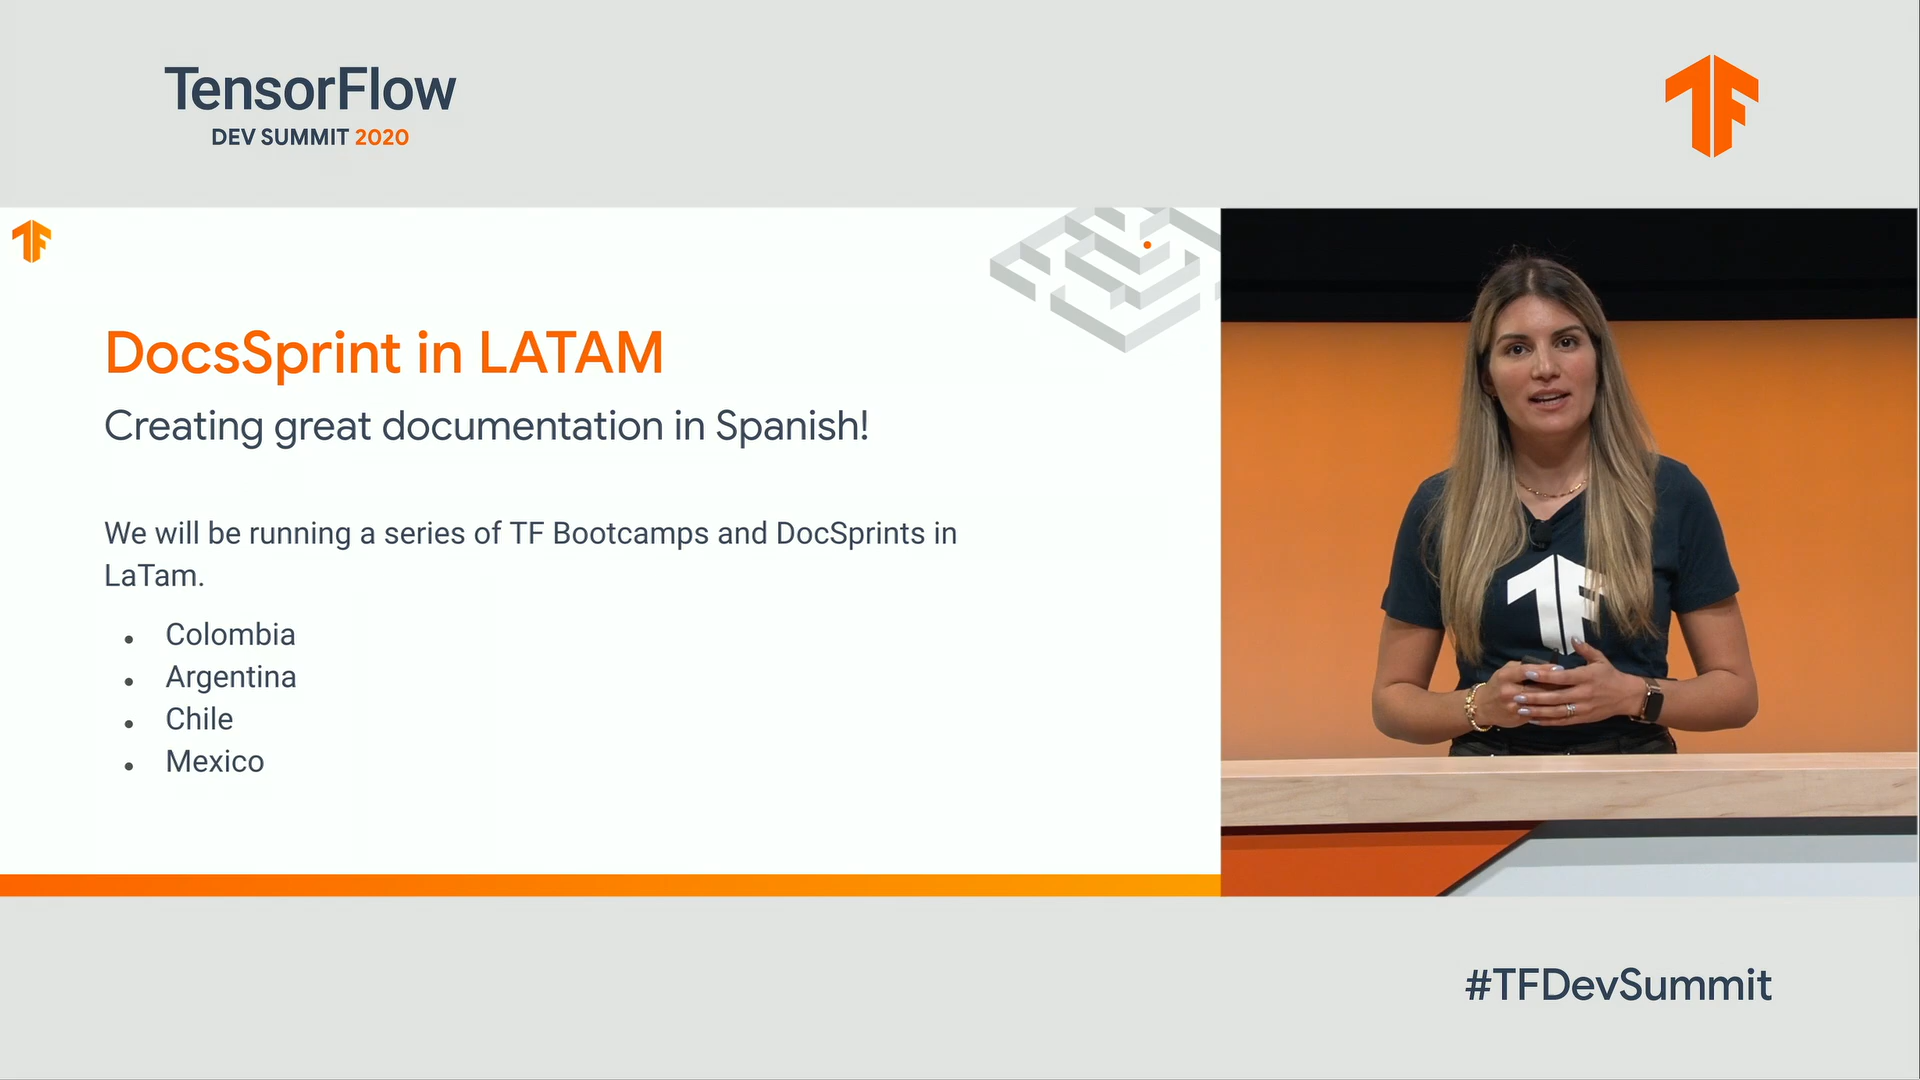 TensorFlow
DEV SUMMIT 2020
DocsSprint in LATAM
Creating great documentation in Spanish!
We will be running a series of TF Bootcamps and DocSprints in
LaTam.
• Colombia
• Argentina
• Chile
• Mexico
#TFDevSummit